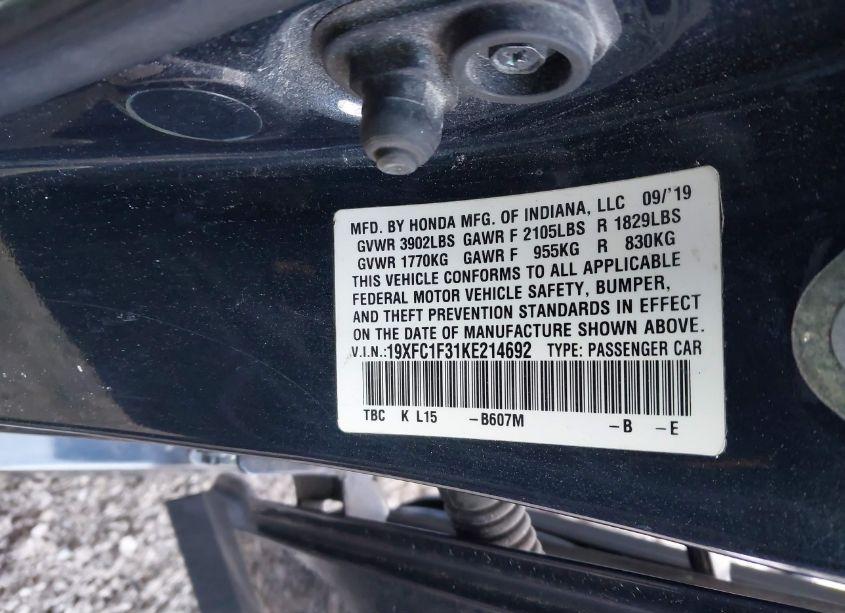 MFD. BY HONDA MFG. OF INDIANA, LLC 09/'19
GVWR 3902LBS GAWR F 2105LBS R 1829LBS
GVWR 1770KG GAWR F 955KG R 830KG
THIS VEHICLE CONFORMS TO ALL APPLICABLE
FEDERAL MOTOR VEHICLE SAFETY, BUMPER,
AND THEFT PREVENTION STANDARDS IN EFFECT
ON THE DATE OF MANUFACTURE SHOWN ABOVE.
V.I.N.:19XFC1F31KE214692 TYPE: PASSENGER CAR
TBC K L15 -B607M -B -E